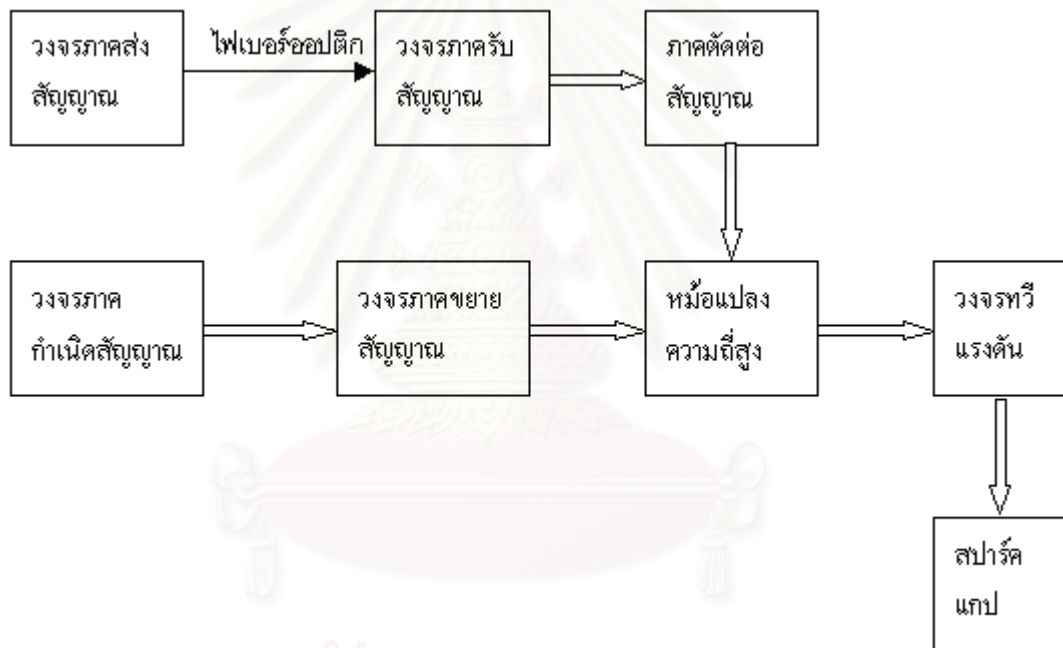 วงจรภาคส่ง
สัญญาณ
ไฟเบอร์ออปติก
วงจรภาครับ
สัญญาณ
ภาคตัดต่อ
สัญญาณ
วงจรภาค
กำเนิดสัญญาณ
วงจรภาคขยาย
สัญญาณ
หม้อแปลง
ความถี่สูง
วงจรทวี
แรงดัน
สปาร์ค
แกป